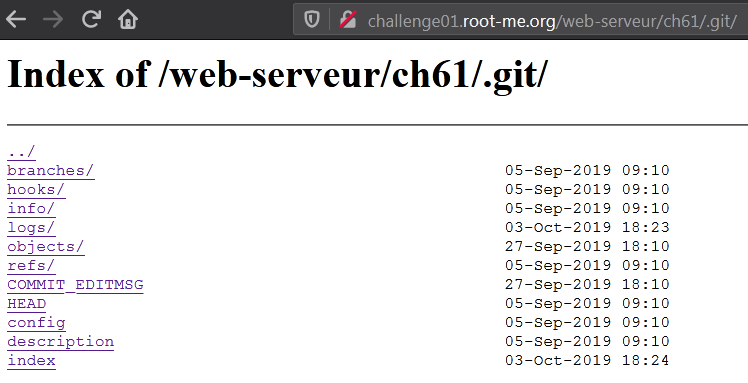 challenge01.root-me.org/web-serveur/ch61/.git/
Index of /web-serveur/ch61/.git/
../
branches/ 05-Sep-2019 09:10
hooks/ 05-Sep-2019 09:10
info/ 05-Sep-2019 09:10
logs/ 03-Oct-2019 18:23
objects/ 27-Sep-2019 18:10
refs/ 05-Sep-2019 09:10
COMMIT_EDITMSG 27-Sep-2019 18:10
HEAD 05-Sep-2019 09:10
config 05-Sep-2019 09:10
description 05-Sep-2019 09:10
index 03-Oct-2019 18:24